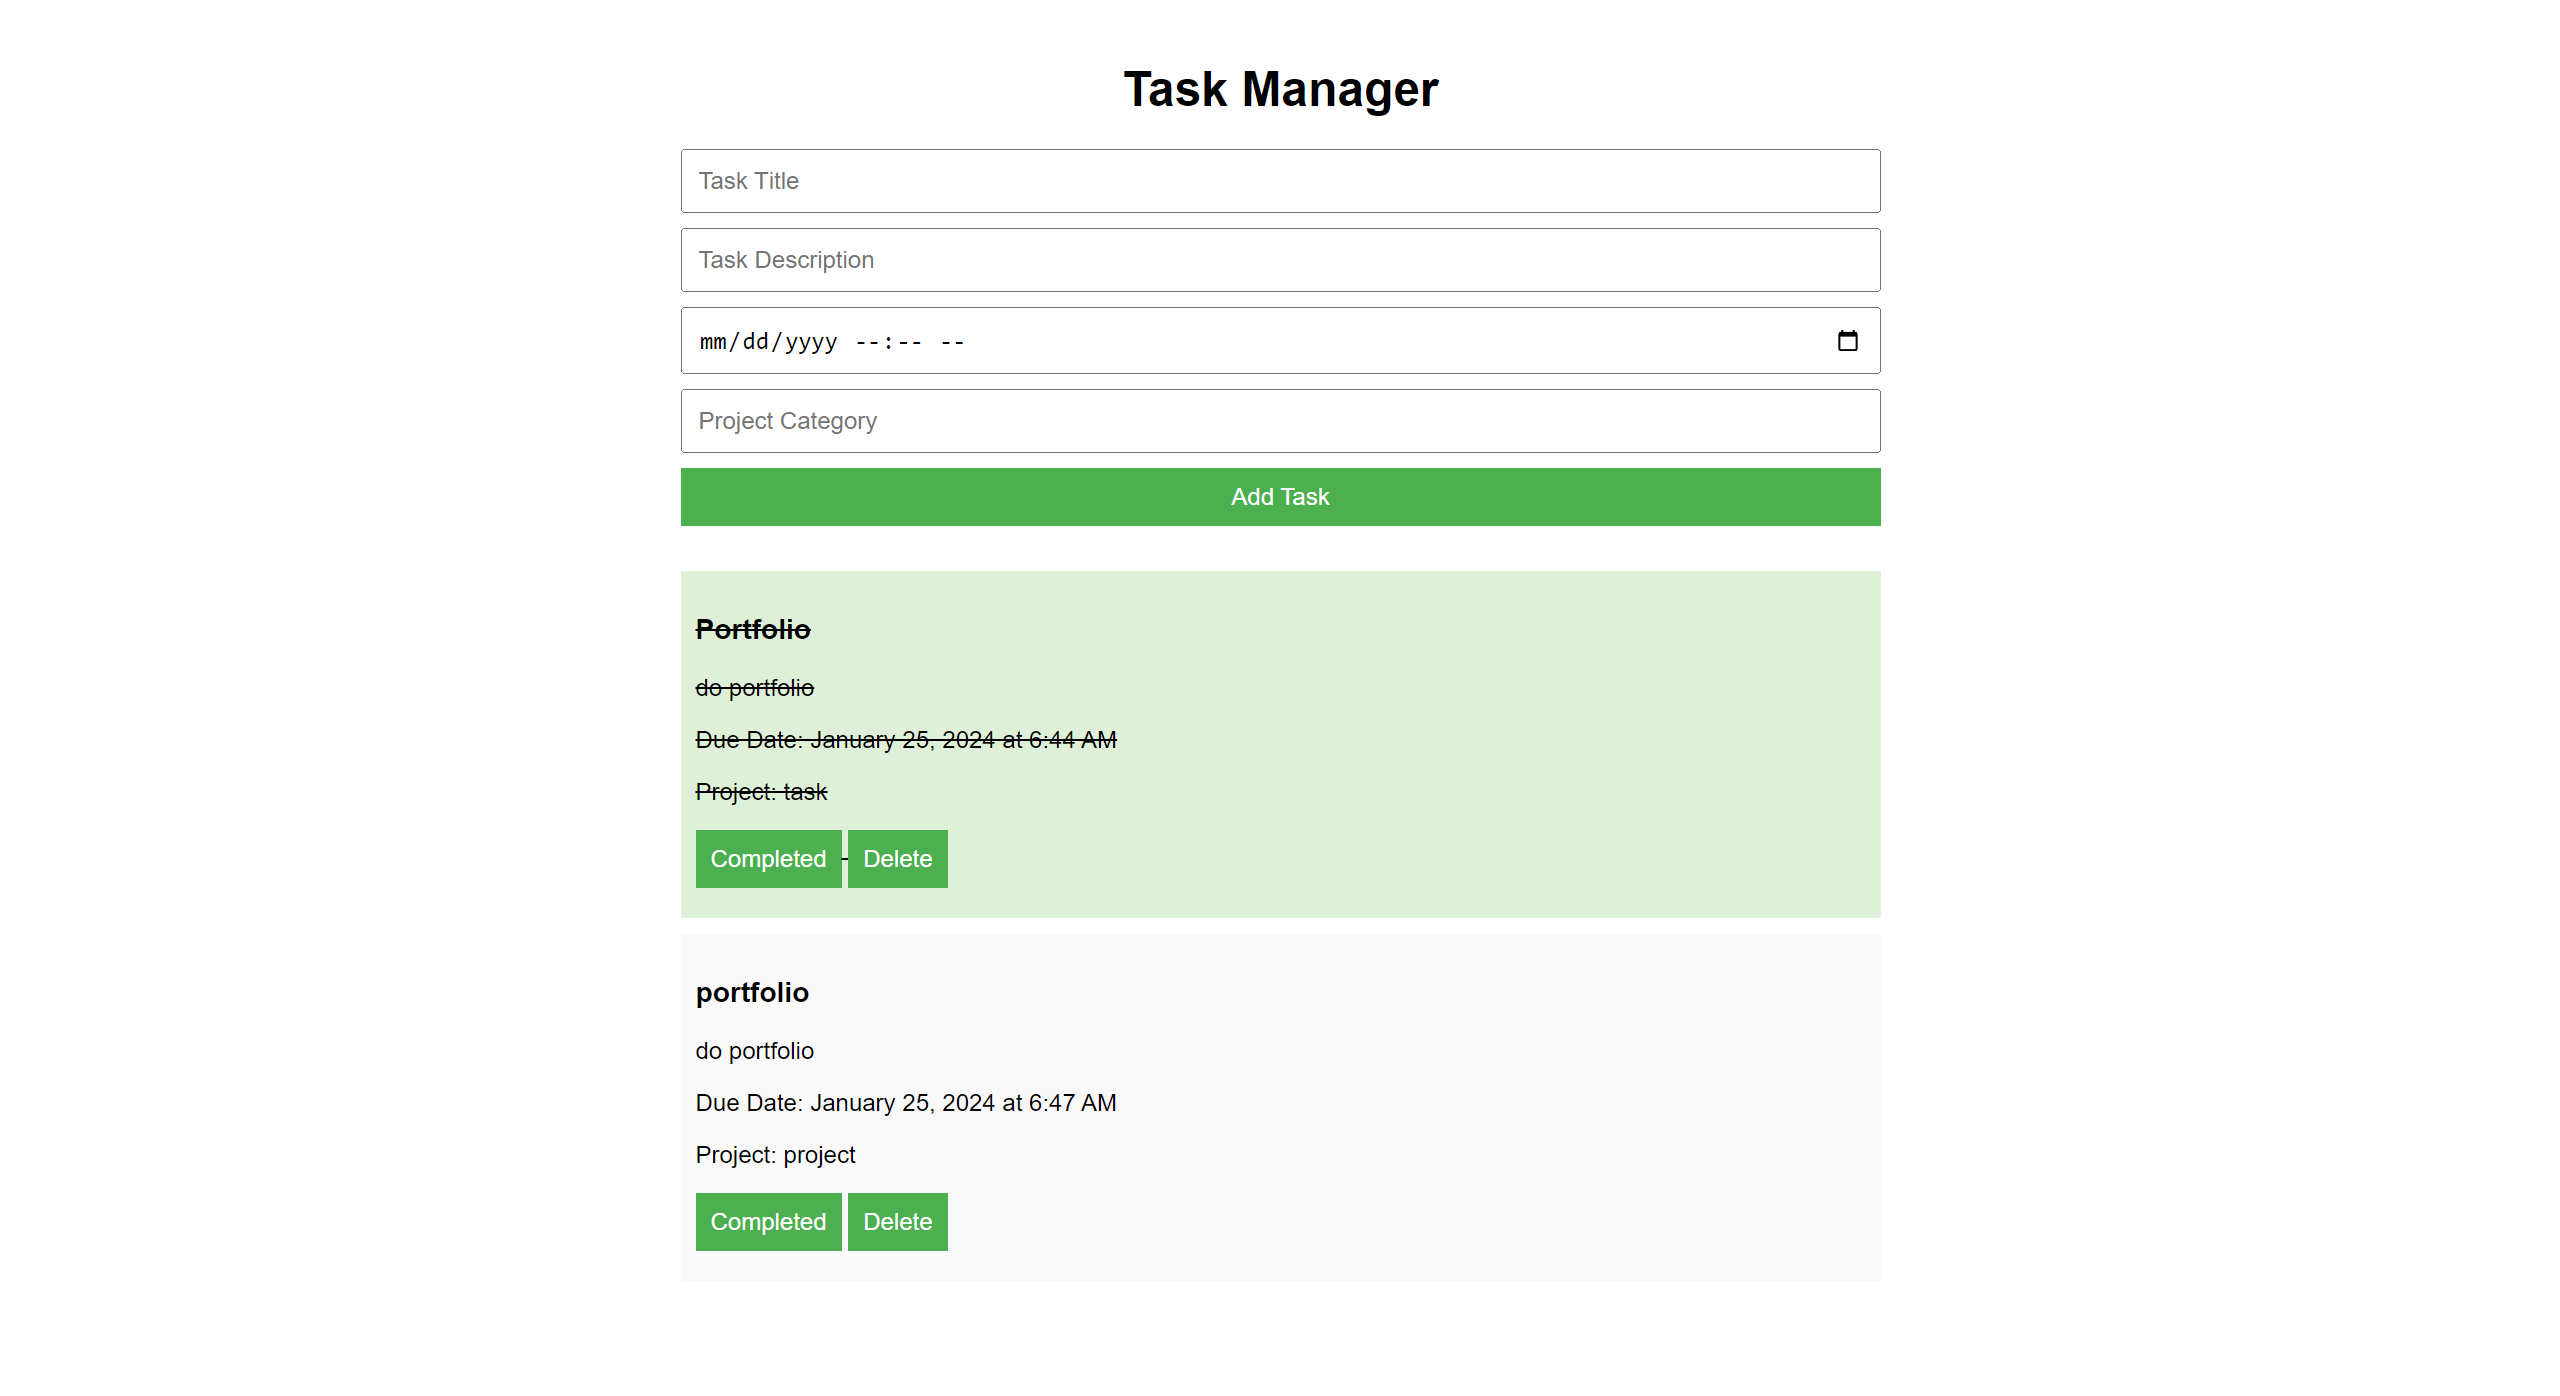 Task Manager
Task Title
Task Description
mm/dd/yyyy --:-- --
Project Category
Add Task
Portfolio
do portfolio
Due Date: January 25, 2024 at 6:44 AM
Project: task
Completed Delete
portfolio
do portfolio
Due Date: January 25, 2024 at 6:47 AM
Project: project
Completed Delete